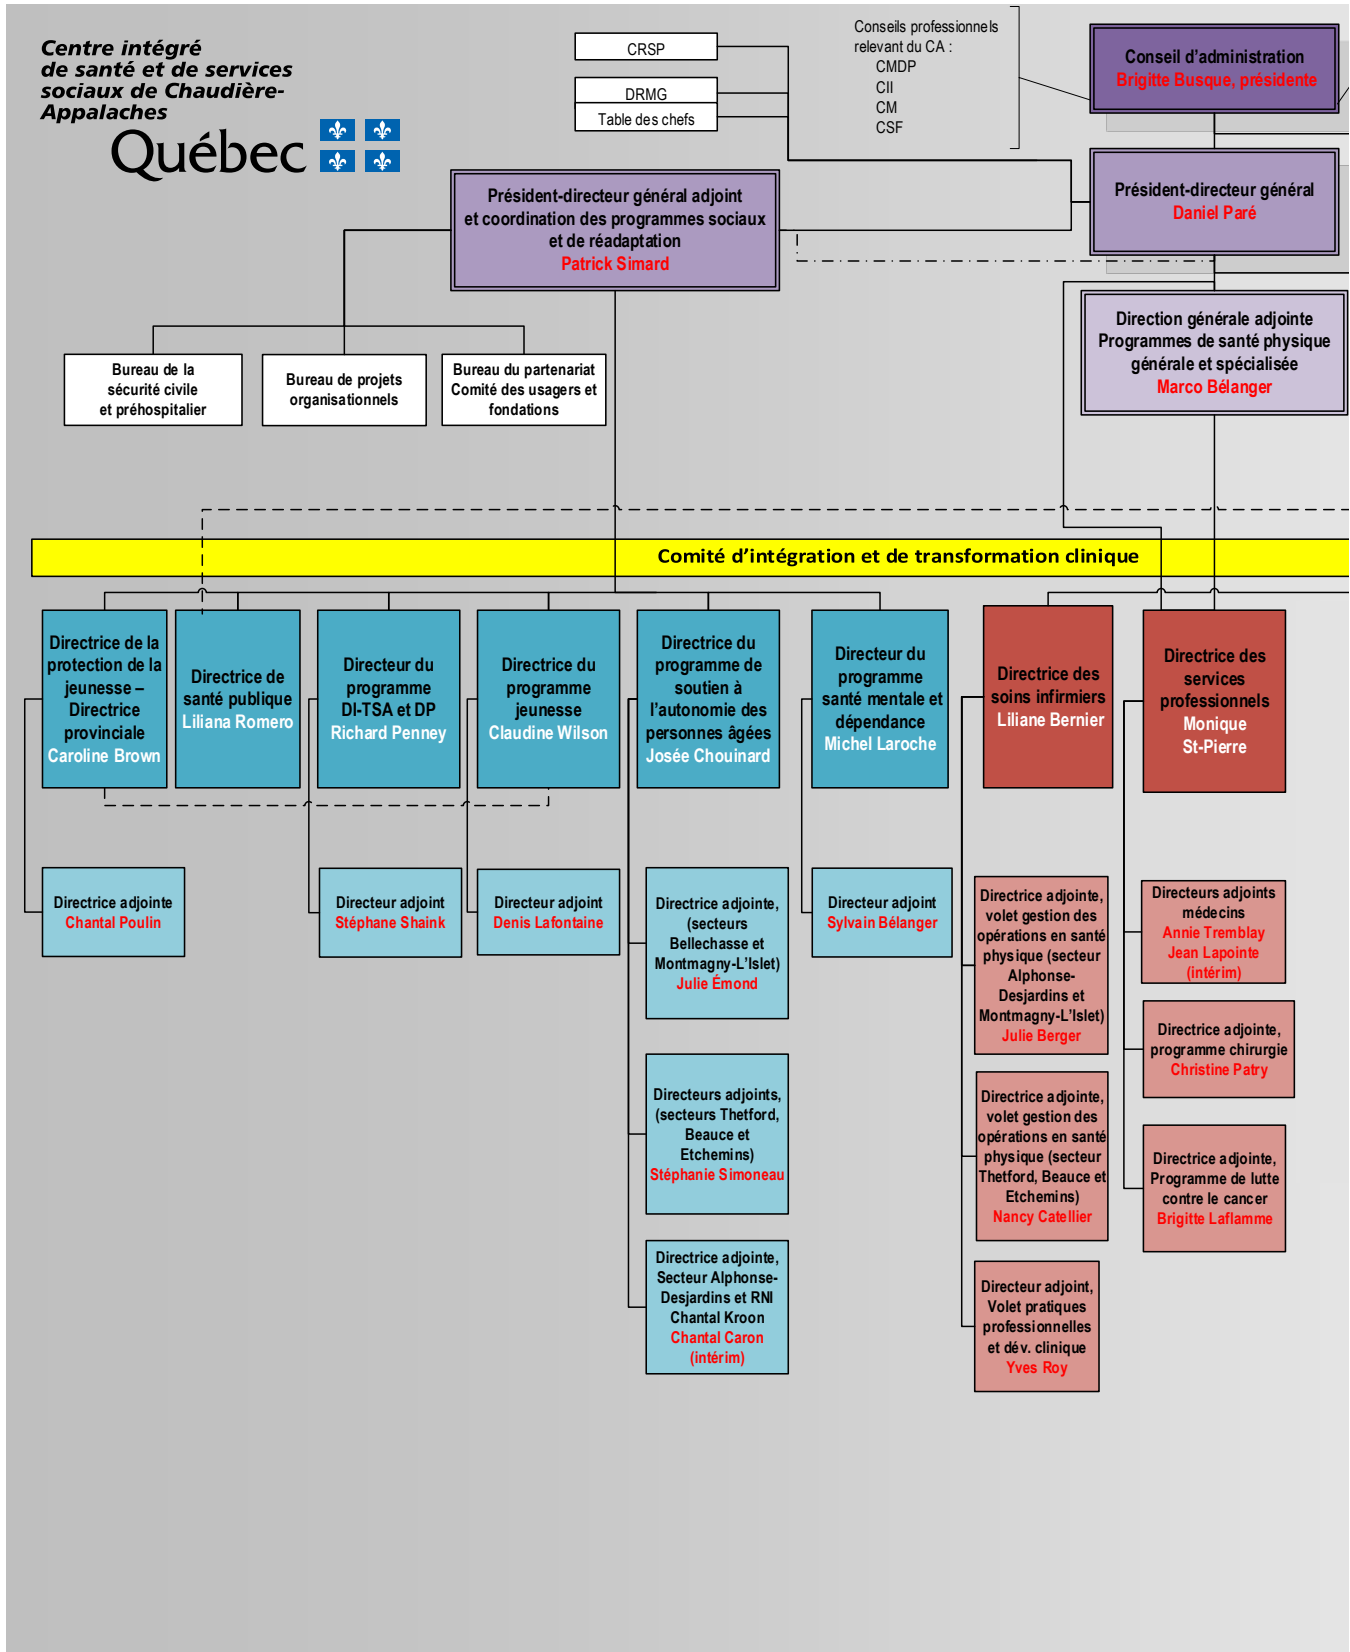 Centre intégré
de santé et de services
sociaux de Chaudière-
Appalaches
Québec
CRSP
DRMG
Table des chefs
Conseils professionnels
relevant du CA :
CMDP
CII
CM
CSF
Conseil d'administration
Brigitte Busque, présidente
Président-directeur général
Daniel Paré
Président-directeur général adjoint
et coordination des programmes sociaux
et de réadaptation
Patrick Simard
Direction générale adjointe
Programmes de santé physique
générale et spécialisée
Marco Bélanger
Bureau de la
sécurité civile
et préhospitalier
Bureau de projets
organisationnels
Bureau du partenariat
Comité des usagers et
fondations
Comité d'intégration et de transformation clinique
Directrice de la
protection de la
jeunesse –
Directrice
provinciale
Caroline Brown
Directrice de
santé publique
Liliana Romero
Directeur du
programme
DI-TSA et DP
Richard Penney
Directrice du
programme
jeunesse
Claudine Wilson
Directrice du
programme de
soutien à
l'autonomie des
personnes âgées
Josée Chouinard
Directeur du
programme
santé mentale et
dépendance
Michel Laroche
Directrice des
soins infirmiers
Liliane Bernier
Directrice des
services
professionnels
Monique
St-Pierre
Directrice adjointe
Chantal Poulin
Directeur adjoint
Stéphane Shaink
Directeur adjoint
Denis Lafontaine
Directrice adjointe,
(secteurs
Bellechasse et
Montmagny-L'Islet)
Julie Émond
Directeurs adjoints,
(secteurs Thetford,
Beauce et
Etchemins)
Stéphanie Simoneau
Directrice adjointe,
Secteur Alphonse-
Desjardins et RNI
Chantal Kroon
Chantal Caron
(intérim)
Directeur adjoint
Sylvain Bélanger
Directrice adjointe,
volet gestion des
opérations en santé
physique (secteur
Alphonse-
Desjardins et
Montmagny-L'Islet)
Julie Berger
Directrice adjointe,
volet gestion des
opérations en santé
physique (secteur
Thetford, Beauce et
Etchemins)
Nancy Catellier
Directeur adjoint,
Volet pratiques
professionnelles
et dév. clinique
Yves Roy
Directeurs adjoints
médecins
Annie Tremblay
Jean Lapointe
(intérim)
Directrice adjointe,
programme chirurgie
Christine Patry
Directrice adjointe,
Programme de lutte
contre le cancer
Brigitte Laflamme